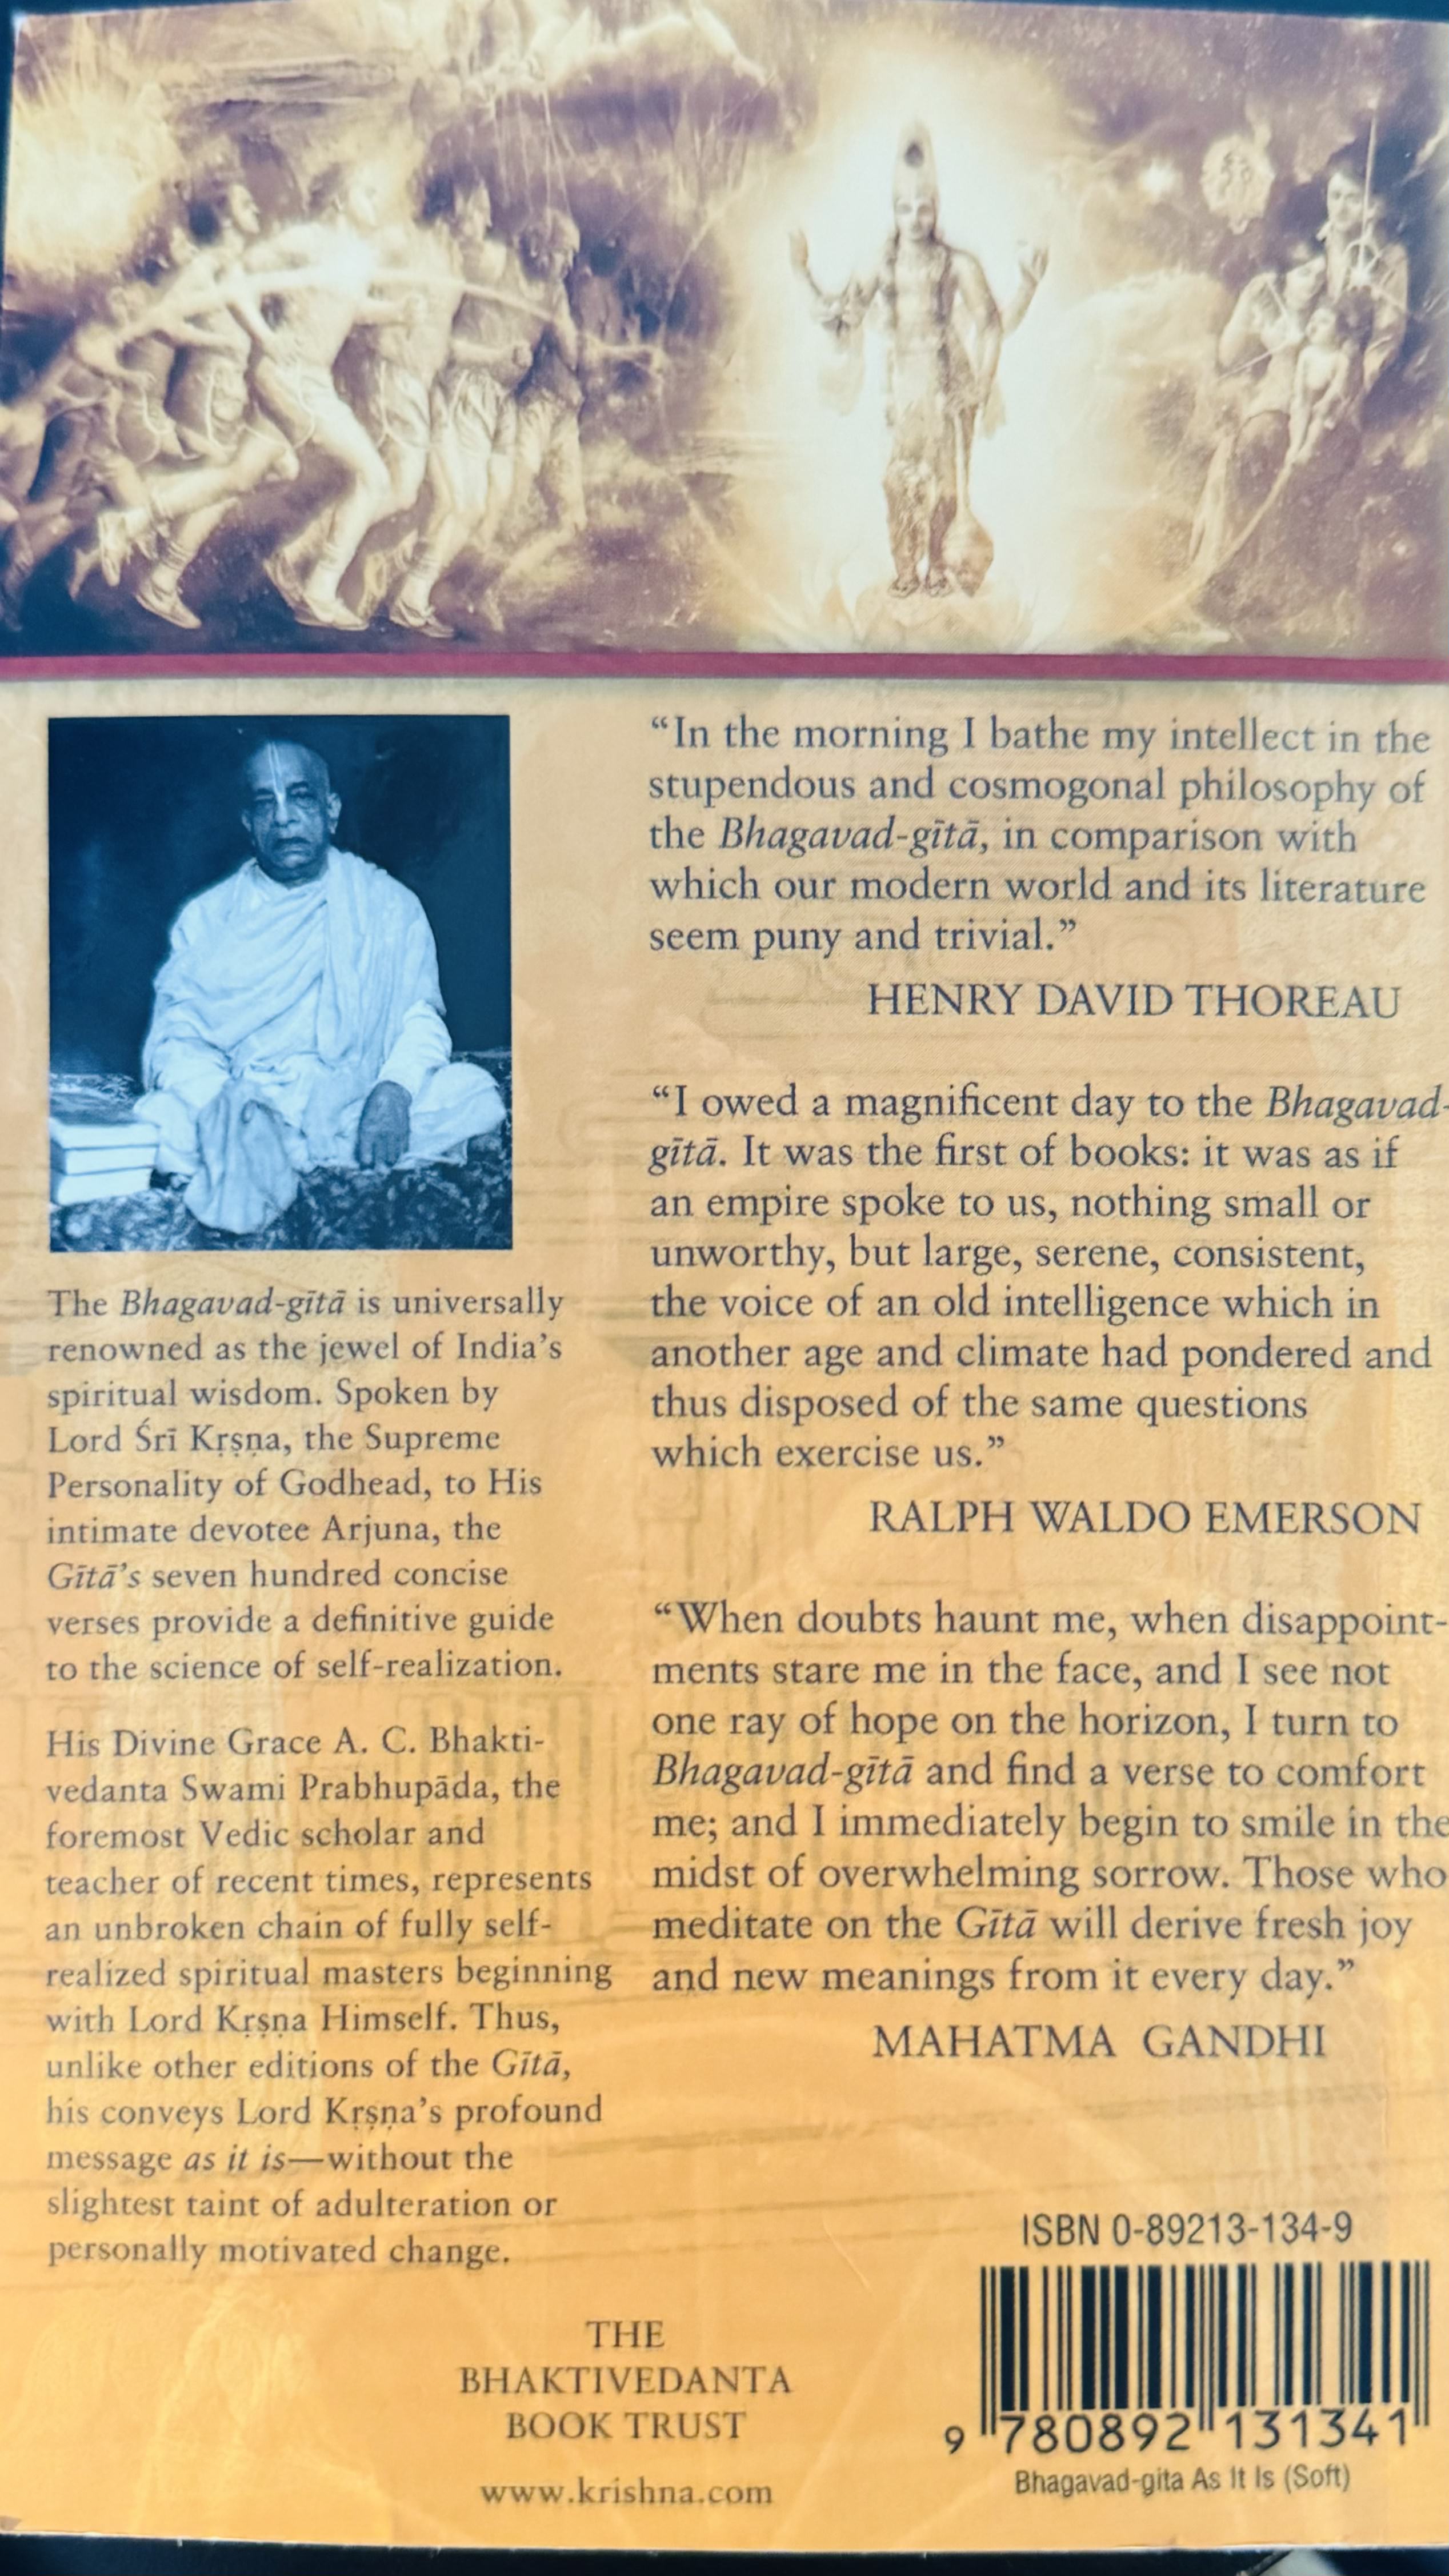 The Bhagavad-gītā is universally
renowned as the jewel of India's
spiritual wisdom. Spoken by
Lord Śrī Kṛṣṇa, the Supreme
Personality of Godhead, to His
intimate devotee Arjuna, the
Gītā's seven hundred concise
verses provide a definitive guide
to the science of self-realization.
His Divine Grace A. C. Bhakti-
vedanta Swami Prabhupāda, the
foremost Vedic scholar and
teacher of recent times, represents
an unbroken chain of fully self-
realized spiritual masters beginning
with Lord Kṛṣṇa Himself. Thus,
unlike other editions of the Gītā,
his conveys Lord Kṛṣṇa's profound
message as it is—without the
slightest taint of adulteration or
personally motivated change.
“In the morning I bathe my intellect in the
stupendous and cosmogonal philosophy of
the Bhagavad-gītā, in comparison with
which our modern world and its literature
seem puny and trivial.”
HENRY DAVID THOREAU
“I owed a magnificent day to the Bhagavad-
gītā. It was the first of books: it was as if
an empire spoke to us, nothing small or
unworthy, but large, serene, consistent,
the voice of an old intelligence which in
another age and climate had pondered and
thus disposed of the same questions
which exercise us.”
RALPH WALDO EMERSON
“When doubts haunt me, when disappoint-
ments stare me in the face, and I see not
one ray of hope on the horizon, I turn to
Bhagavad-gītā and find a verse to comfort
me; and I immediately begin to smile in the
midst of overwhelming sorrow. Those who
meditate on the Gītā will derive fresh joy
and new meanings from it every day.”
MAHATMA GANDHI
THE
BHAKTIVEDANTA
BOOK TRUST
www.krishna.com
ISBN 0-89213-134-9
9 780892 131341
Bhagavad-gita As It Is (Soft)